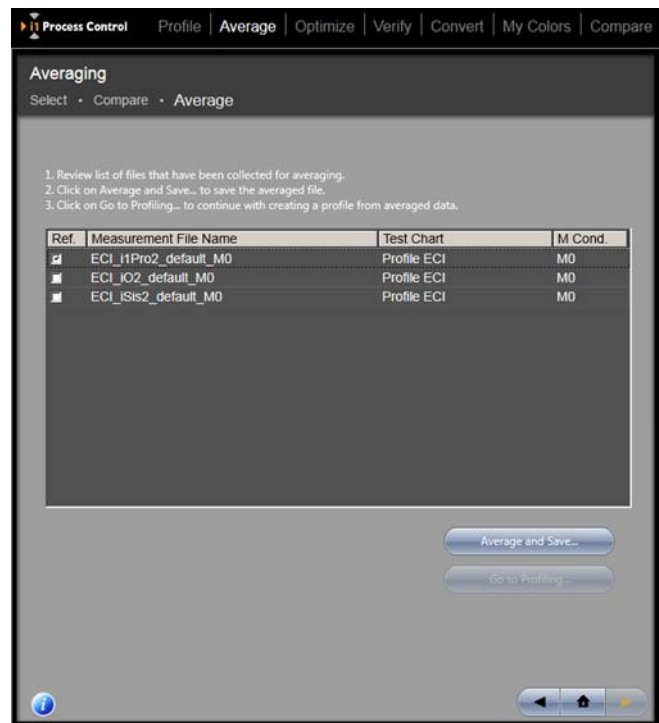 i1 Process Control Profile Average Optimize Verify Convert My Colors Compare
Averaging
Select • Compare • Average
1. Review list of files that have been collected for averaging.
2. Click on Average and Save... to save the averaged file.
3. Click on Go to Profiling... to continue with creating a profile from averaged data.
Ref. Measurement File Name Test Chart M Cond.
ECI_i1Pro2_default_M0 Profile ECI M0
ECI_iO2_default_M0 Profile ECI M0
ECI_iSis2_default_M0 Profile ECI M0
Average and Save...
Go to Profiling...